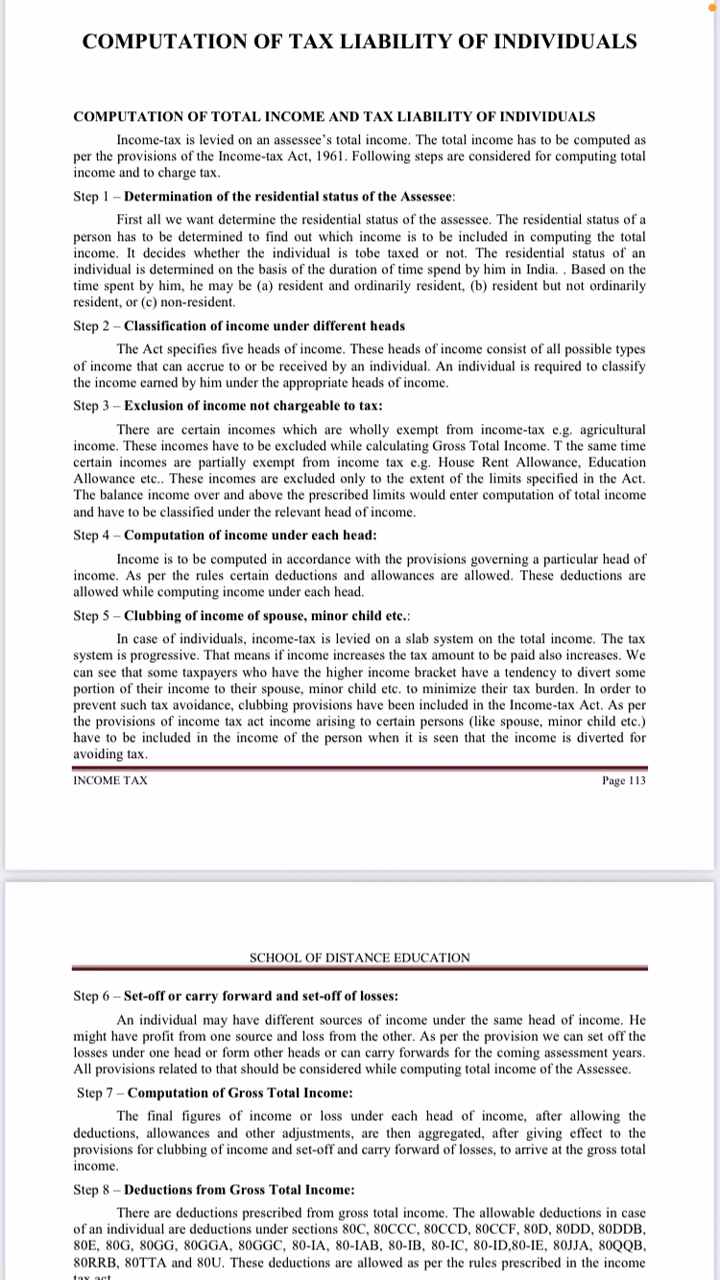 COMPUTATION OF TAX LIABILITY OF INDIVIDUALS
COMPUTATION OF TOTAL INCOME AND TAX LIABILITY OF INDIVIDUALS
Income-tax is levied on an assessee's total income. The total income has to be computed as
per the provisions of the Income-tax Act, 1961. Following steps are considered for computing total
income and to charge tax.
Step 1 – Determination of the residential status of the Assessee:
First all we want determine the residential status of the assessee. The residential status of a
person has to be determined to find out which income is to be included in computing the total
income. It decides whether the individual is tobe taxed or not. The residential status of an
individual is determined on the basis of the duration of time spend by him in India. . Based on the
time spent by him, he may be (a) resident and ordinarily resident, (b) resident but not ordinarily
resident, or (c) non-resident.
Step 2 – Classification of income under different heads
The Act specifies five heads of income. These heads of income consist of all possible types
of income that can accrue to or be received by an individual. An individual is required to classify
the income earned by him under the appropriate heads of income.
Step 3 – Exclusion of income not chargeable to tax:
There are certain incomes which are wholly exempt from income-tax e.g. agricultural
income. These incomes have to be excluded while calculating Gross Total Income. T the same time
certain incomes are partially exempt from income tax e.g. House Rent Allowance, Education
Allowance etc.. These incomes are excluded only to the extent of the limits specified in the Act.
The balance income over and above the prescribed limits would enter computation of total income
and have to be classified under the relevant head of income.
Step 4 – Computation of income under each head:
Income is to be computed in accordance with the provisions governing a particular head of
income. As per the rules certain deductions and allowances are allowed. These deductions are
allowed while computing income under each head.
Step 5 – Clubbing of income of spouse, minor child etc.:
In case of individuals, income-tax is levied on a slab system on the total income. The tax
system is progressive. That means if income increases the tax amount to be paid also increases. We
can see that some taxpayers who have the higher income bracket have a tendency to divert some
portion of their income to their spouse, minor child etc. to minimize their tax burden. In order to
prevent such tax avoidance, clubbing provisions have been included in the Income-tax Act. As per
the provisions of income tax act income arising to certain persons (like spouse, minor child etc.)
have to be included in the income of the person when it is seen that the income is diverted for
avoiding tax.
INCOME TAX Page 113
SCHOOL OF DISTANCE EDUCATION
Step 6 – Set-off or carry forward and set-off of losses:
An individual may have different sources of income under the same head of income. He
might have profit from one source and loss from the other. As per the provision we can set off the
losses under one head or form other heads or can carry forwards for the coming assessment years.
All provisions related to that should be considered while computing total income of the Assessee.
Step 7 – Computation of Gross Total Income:
The final figures of income or loss under each head of income, after allowing the
deductions, allowances and other adjustments, are then aggregated, after giving effect to the
provisions for clubbing of income and set-off and carry forward of losses, to arrive at the gross total
income.
Step 8 – Deductions from Gross Total Income:
There are deductions prescribed from gross total income. The allowable deductions in case
of an individual are deductions under sections 80C, 80CCC, 80CCD, 80CCF, 80D, 80DD, 80DDB,
80E, 80G, 80GG, 80GGA, 80GGC, 80-IA, 80-IAB, 80-IB, 80-IC, 80-ID,80-IE, 80JJA, 80QQB,
80RRB, 80TTA and 80U. These deductions are allowed as per the rules prescribed in the income
tax act